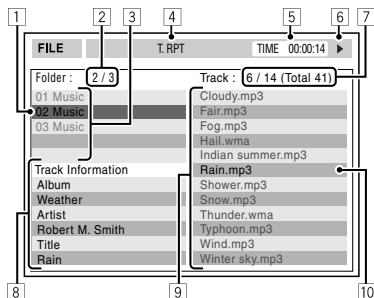 1 2 3 4 5 6 7
FILE T. RPT TIME 00:00:14
Folder : 2 / 3 Track : 6 / 14 (Total 41)
01 Music
02 Music
03 Music
Cloudy.mp3
Fair.mp3
Fog.mp3
Hail.wma
Indian summer.mp3
Rain.mp3
Shower.mp3
Snow.mp3
Thunder.wma
Typhoon.mp3
Wind.mp3
Winter sky.mp3
Track Information
Album
Weather
Artist
Robert M. Smith
Title
Rain
8 9 10